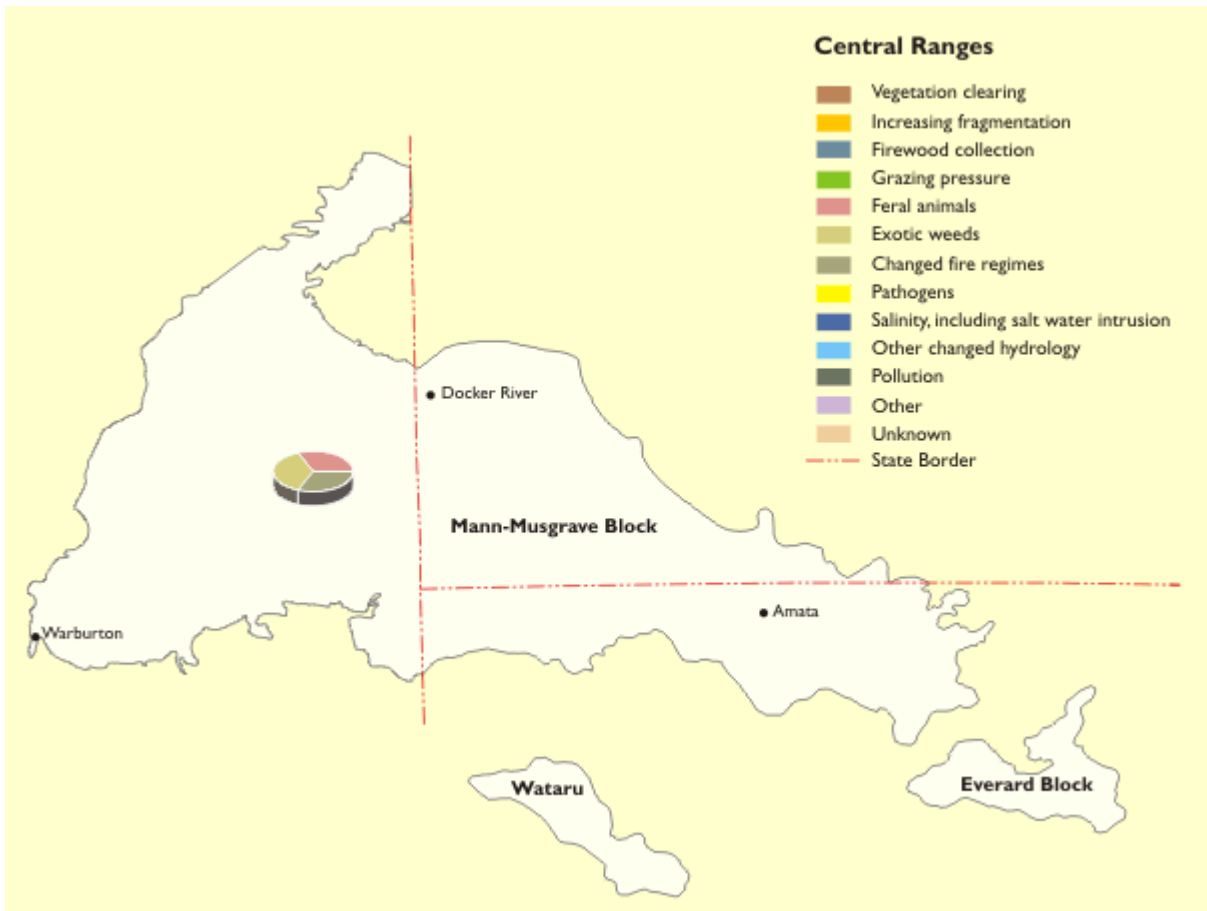 Central Ranges
Vegetation clearing
Increasing fragmentation
Firewood collection
Grazing pressure
Feral animals
Exotic weeds
Changed fire regimes
Pathogens
Salinity, including salt water intrusion
Other changed hydrology
Pollution
Other
Unknown
State Border
Docker River
Mann-Musgrave Block
Amata
Warburton
Wataru
Everard Block